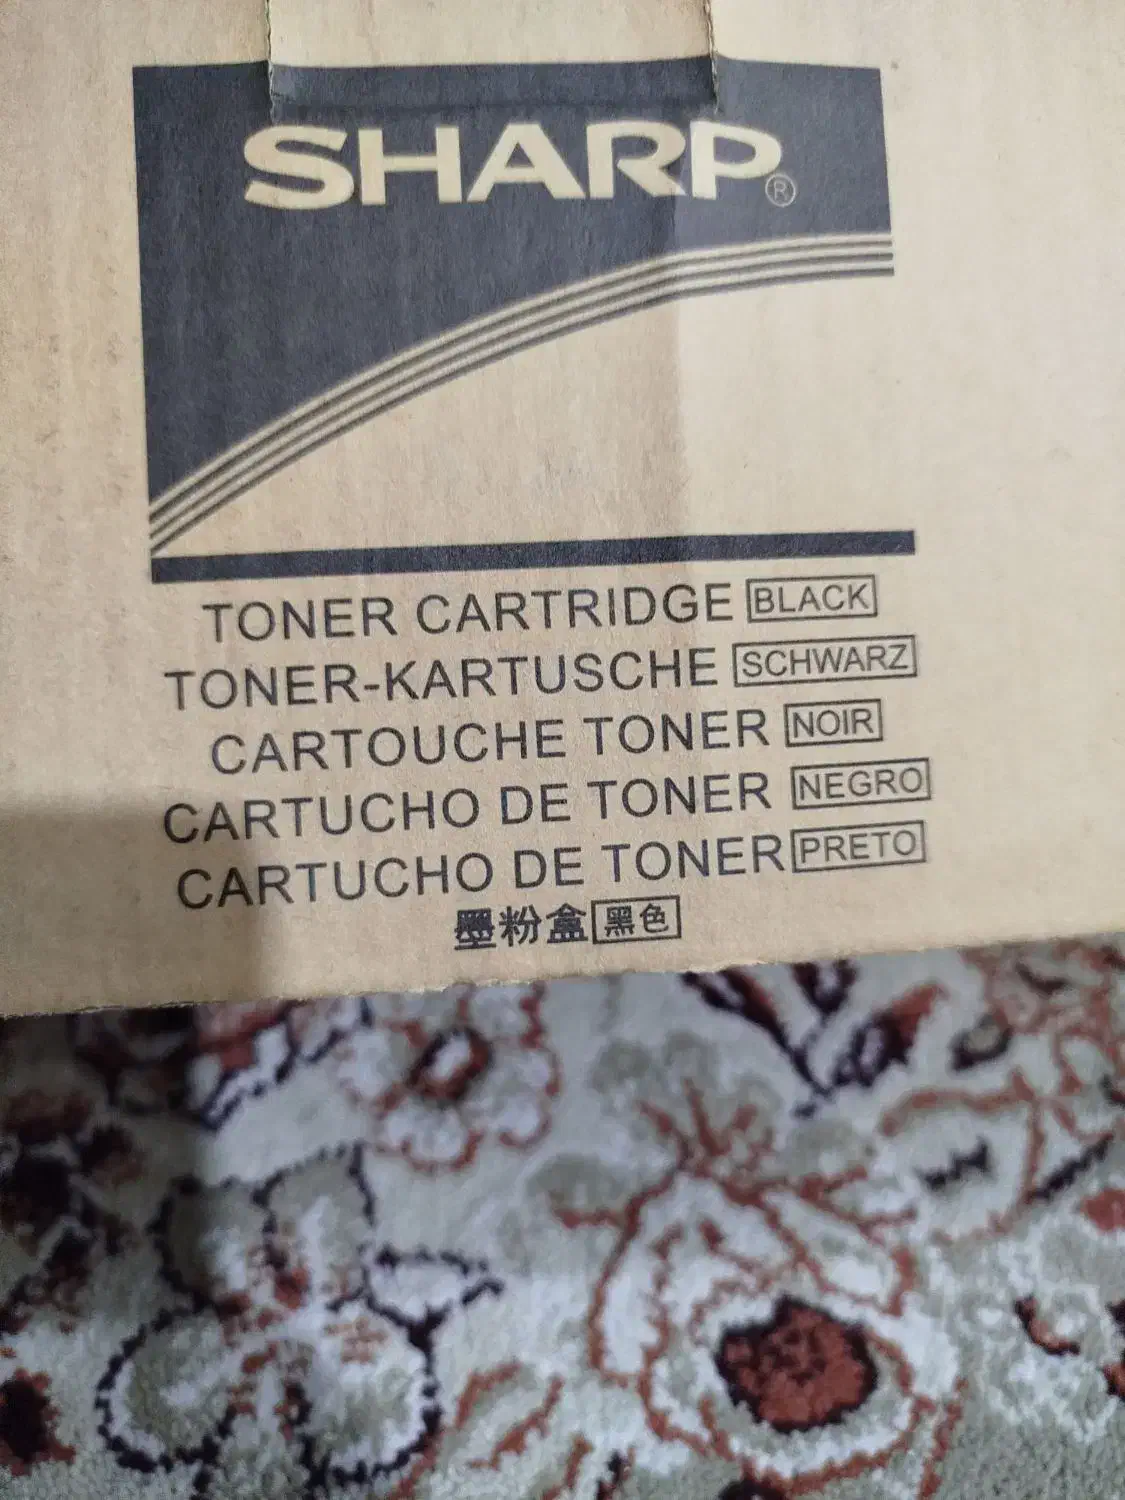 SHARP®
TONER CARTRIDGE BLACK
TONER-KARTUSCHE SCHWARZ
CARTOUCHE TONER NOIR
CARTUCHO DE TONER NEGRO
CARTUCHO DE TONER PRETO
墨粉盒 黑色